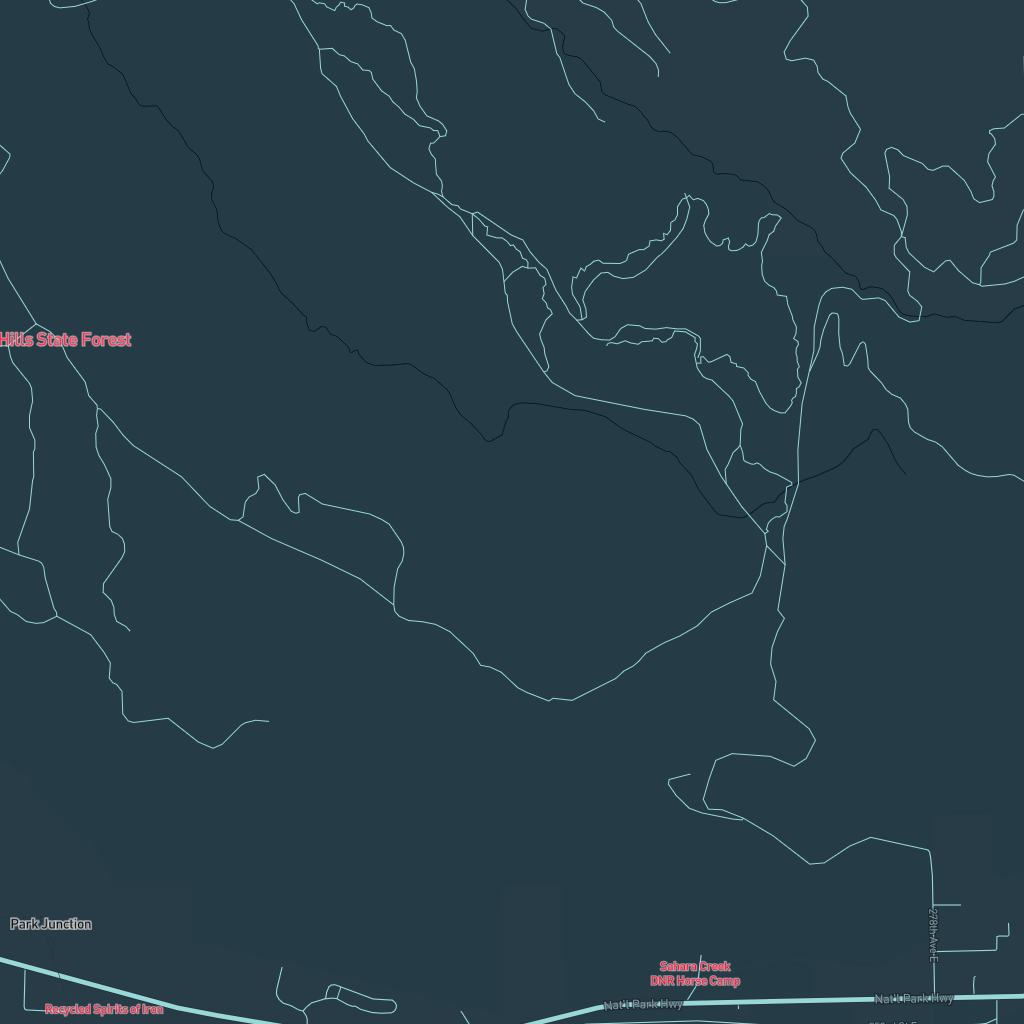 Hills State Forest
Park Junction
278th Ave E
Sahara Creek
DNR Horse Camp
Recycled Spirits of Iron
Nat'l Park Hwy
Nat'l Park Hwy